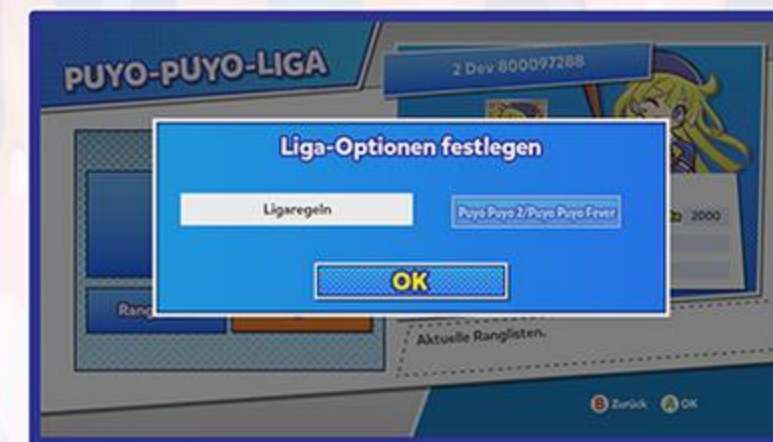 PUYO-PUYO-LIGA
2 Dev 800097288
Liga-Optionen festlegen
Ligaregeln
Puyo Puyo 2/Puyo Puyo Fever
2000
OK
Rang
Aktuelle Ranglisten.
B Zurück A OK